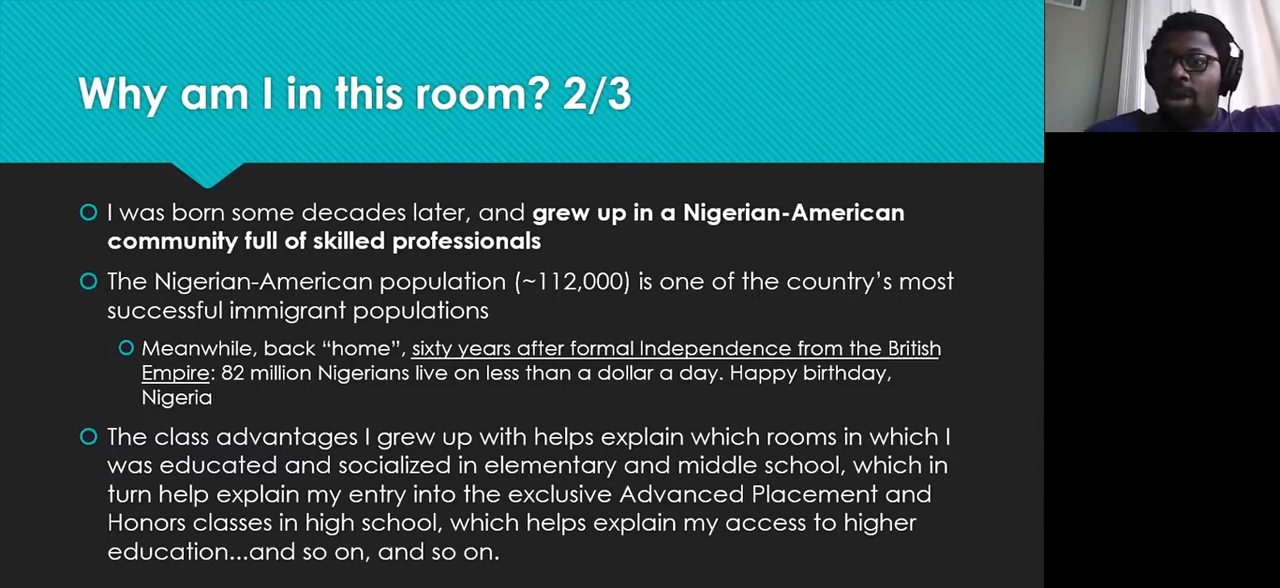 Why am I in this room? 2/3
I was born some decades later, and grew up in a Nigerian-American
community full of skilled professionals
The Nigerian-American population (~112,000) is one of the country’s most
successful immigrant populations
Meanwhile, back “home”, sixty years after formal Independence from the British
Empire: 82 million Nigerians live on less than a dollar a day. Happy birthday,
Nigeria
The class advantages I grew up with helps explain which rooms in which I
was educated and socialized in elementary and middle school, which in
turn help explain my entry into the exclusive Advanced Placement and
Honors classes in high school, which helps explain my access to higher
education...and so on, and so on.